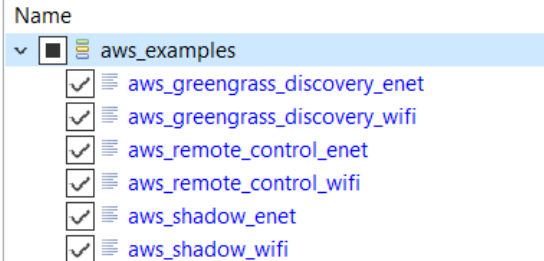 Name
aws_examples
aws_greengrass_discovery_enet
aws_greengrass_discovery_wifi
aws_remote_control_enet
aws_remote_control_wifi
aws_shadow_enet
aws_shadow_wifi